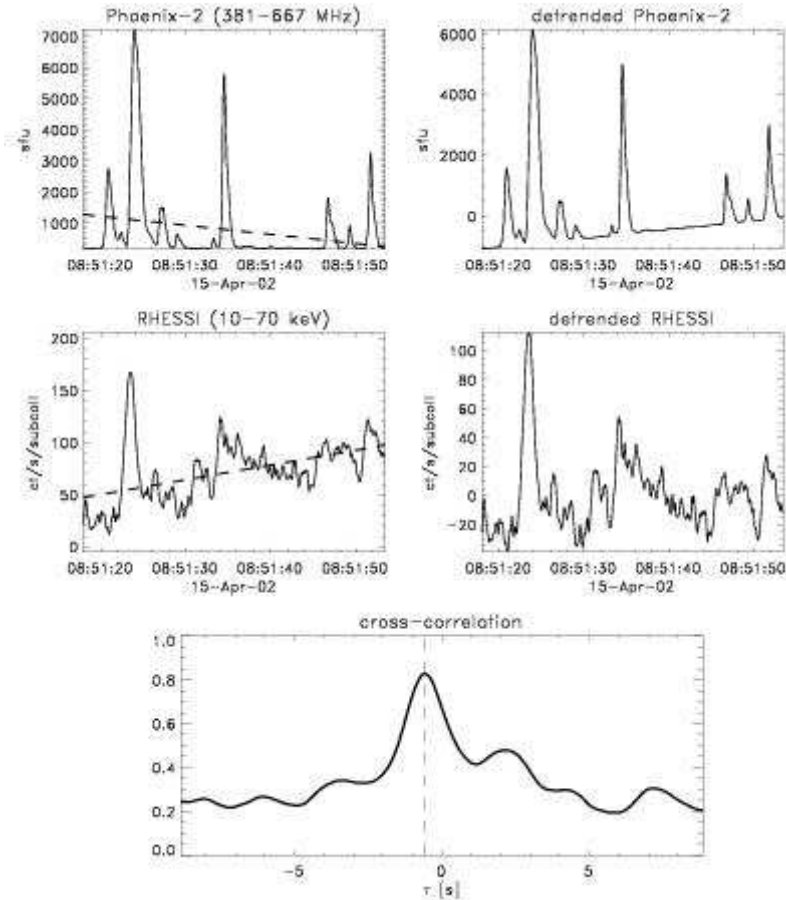 Phoenix-2 (381-667 MHz)
7000
6000
5000
4000
3000
2000
1000
sfu
08:51:20 08:51:30 08:51:40 08:51:50
15-Apr-02
detrended Phoenix-2
6000
4000
2000
0
sfu
08:51:20 08:51:30 08:51:40 08:51:50
15-Apr-02
RHESSI (10-70 keV)
200
150
100
50
0
ct/s/subcoll
08:51:20 08:51:30 08:51:40 08:51:50
15-Apr-02
detrended RHESSI
100
80
60
40
20
0
-20
ct/s/subcoll
08:51:20 08:51:30 08:51:40 08:51:50
15-Apr-02
cross-correlation
1.0
0.8
0.6
0.4
0.2
0.0
-5 0 5
τ [s]